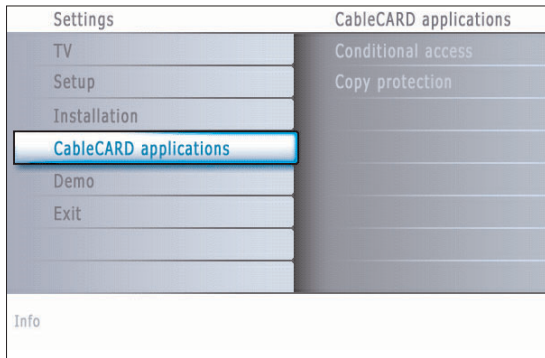 Settings
CableCARD applications
TV
Conditional access
Setup
Copy protection
Installation
CableCARD applications
Demo
Exit
Info